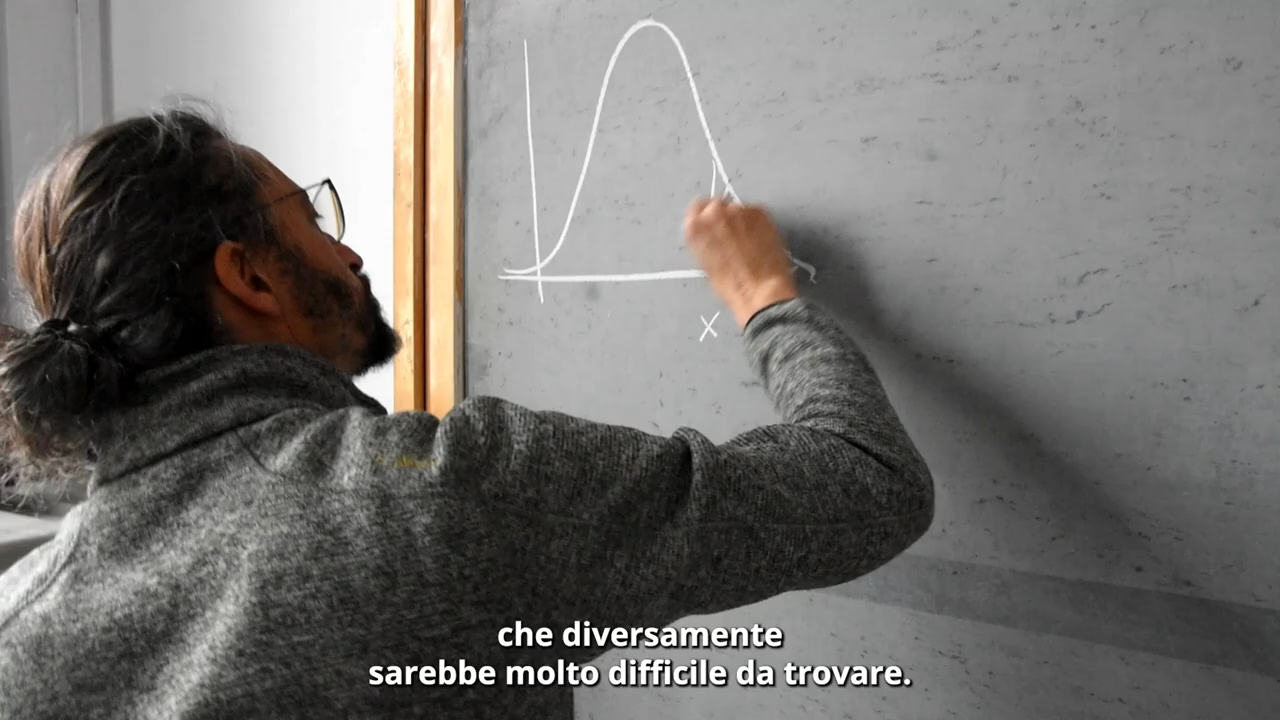 x
che diversamente
sarebbe molto difficile da trovare.